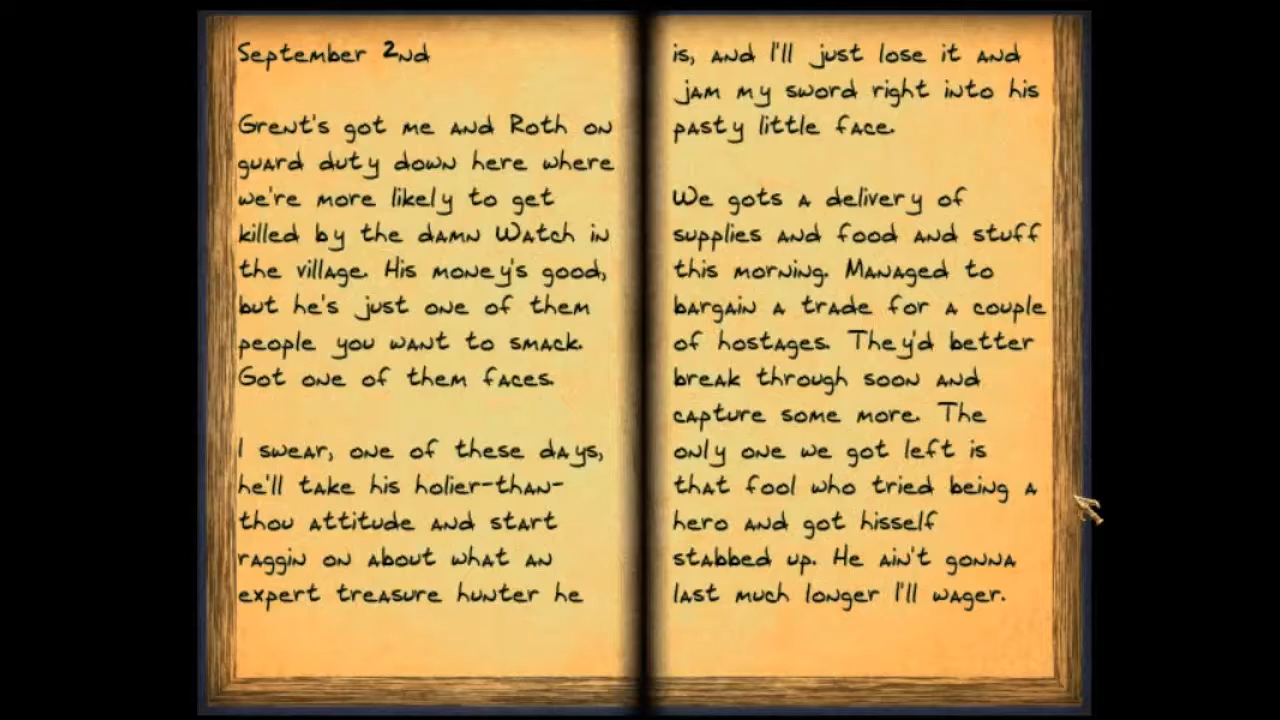 September 2nd
Grent's got me and Roth on
guard duty down here where
we're more likely to get
killed by the damn Watch in
the village. His money's good,
but he's just one of them
people you want to smack.
Got one of them faces.
I swear, one of these days,
he'll take his holier-than-
thou attitude and start
raggin on about what an
expert treasure hunter he
is, and I'll just lose it and
jam my sword right into his
pasty little face.
We gots a delivery of
supplies and food and stuff
this morning. Managed to
bargain a trade for a couple
of hostages. They'd better
break through soon and
capture some more. The
only one we got left is
that fool who tried being a
hero and got hisself
stabbed up. He ain't gonna
last much longer I'll wager.